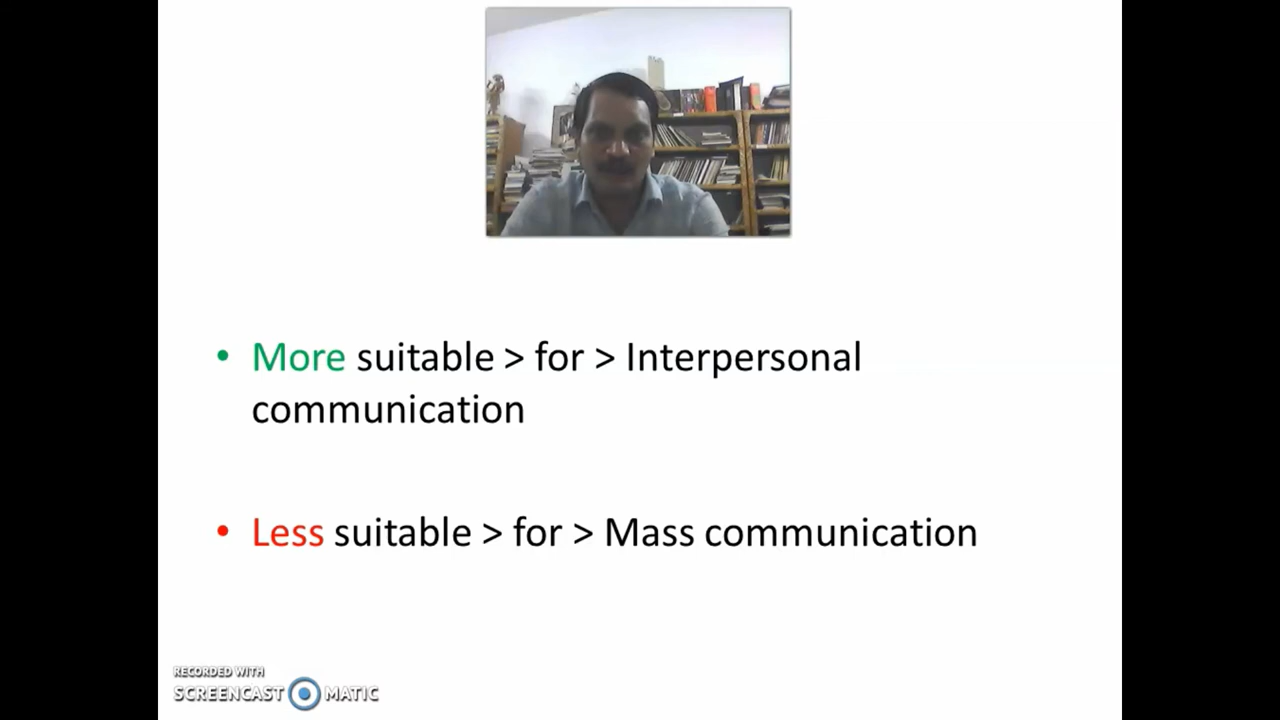 • More suitable > for > Interpersonal
communication
• Less suitable > for > Mass communication
RECORDED WITH
SCREENCAST MATIC